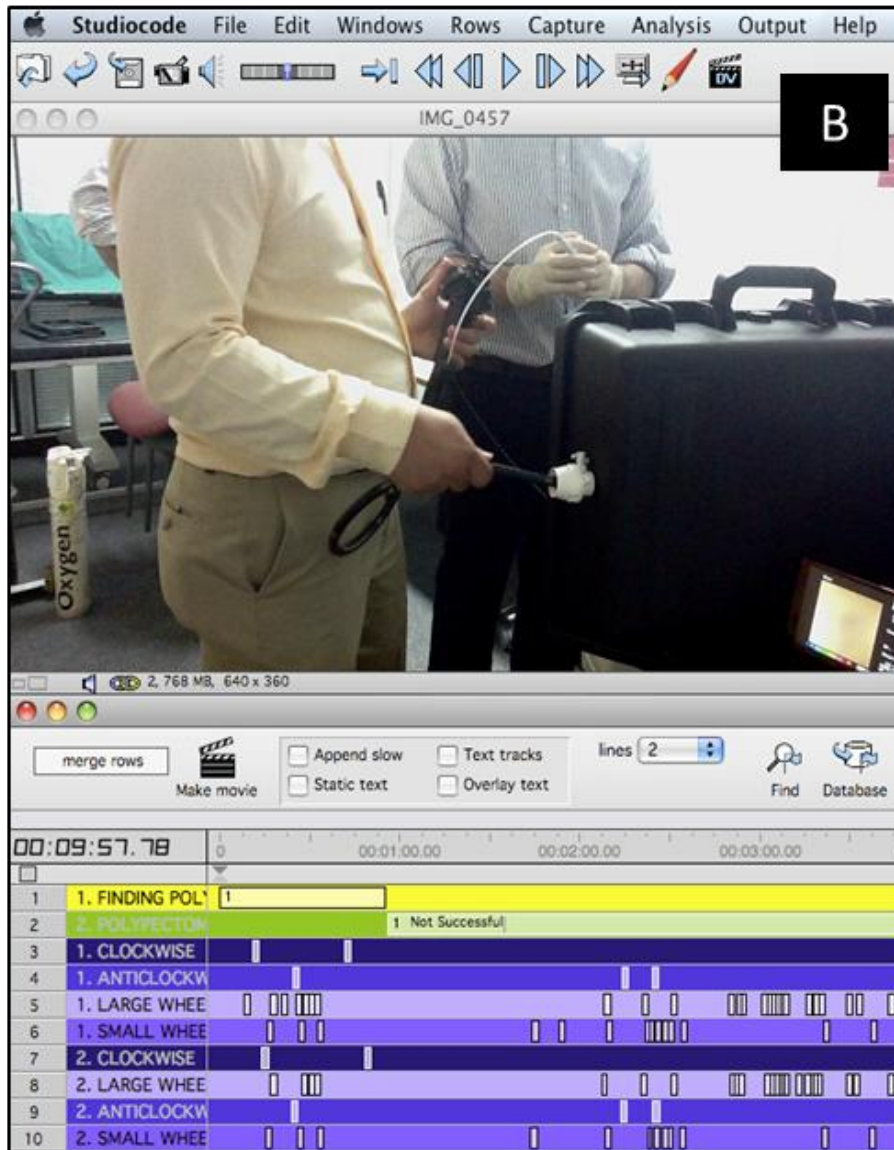 Studiocode File Edit Windows Rows Capture Analysis Output Help
DV
IMG_0457
B
Oxygen
2, 768 MB, 640 x 360
merge rows
Make movie
Append slow
Text tracks
Static text
Overlay text
lines 2
Find
Database
00:09:57.78 0 00:01:00.00 00:02:00.00 00:03:00.00
1 1. FINDING POLY 1
2 2. POLYPECTOM 1 Not Successful
3 1. CLOCKWISE
4 1. ANTICLOCKW
5 1. LARGE WHEE
6 1. SMALL WHEE
7 2. CLOCKWISE
8 2. LARGE WHEE
9 2. ANTICLOCKW
10 2. SMALL WHEE